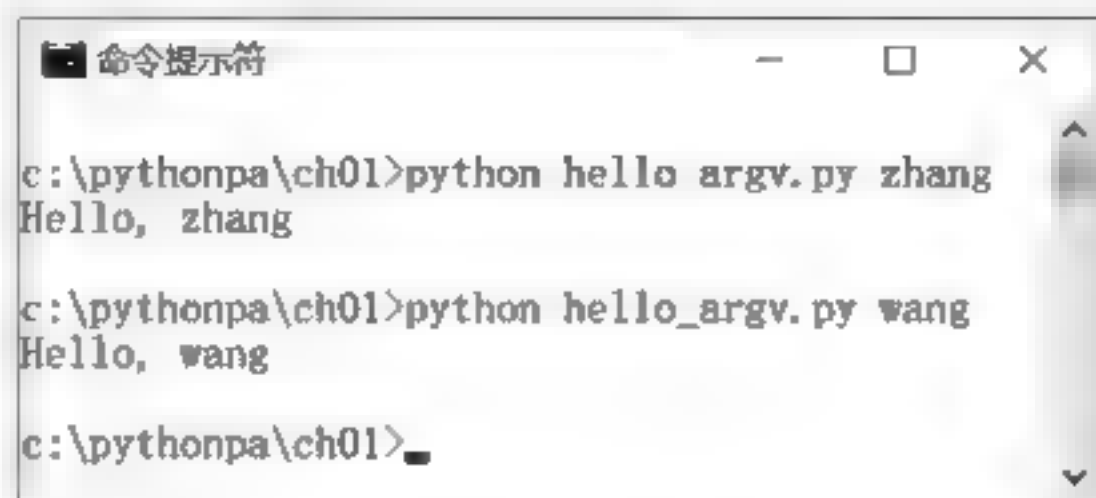 命令提示符
c:\pythonpa\ch01>python hello argv.py zhang
Hello, zhang
c:\pythonpa\ch01>python hello_argv.py wang
Hello, wang
c:\pythonpa\ch01>